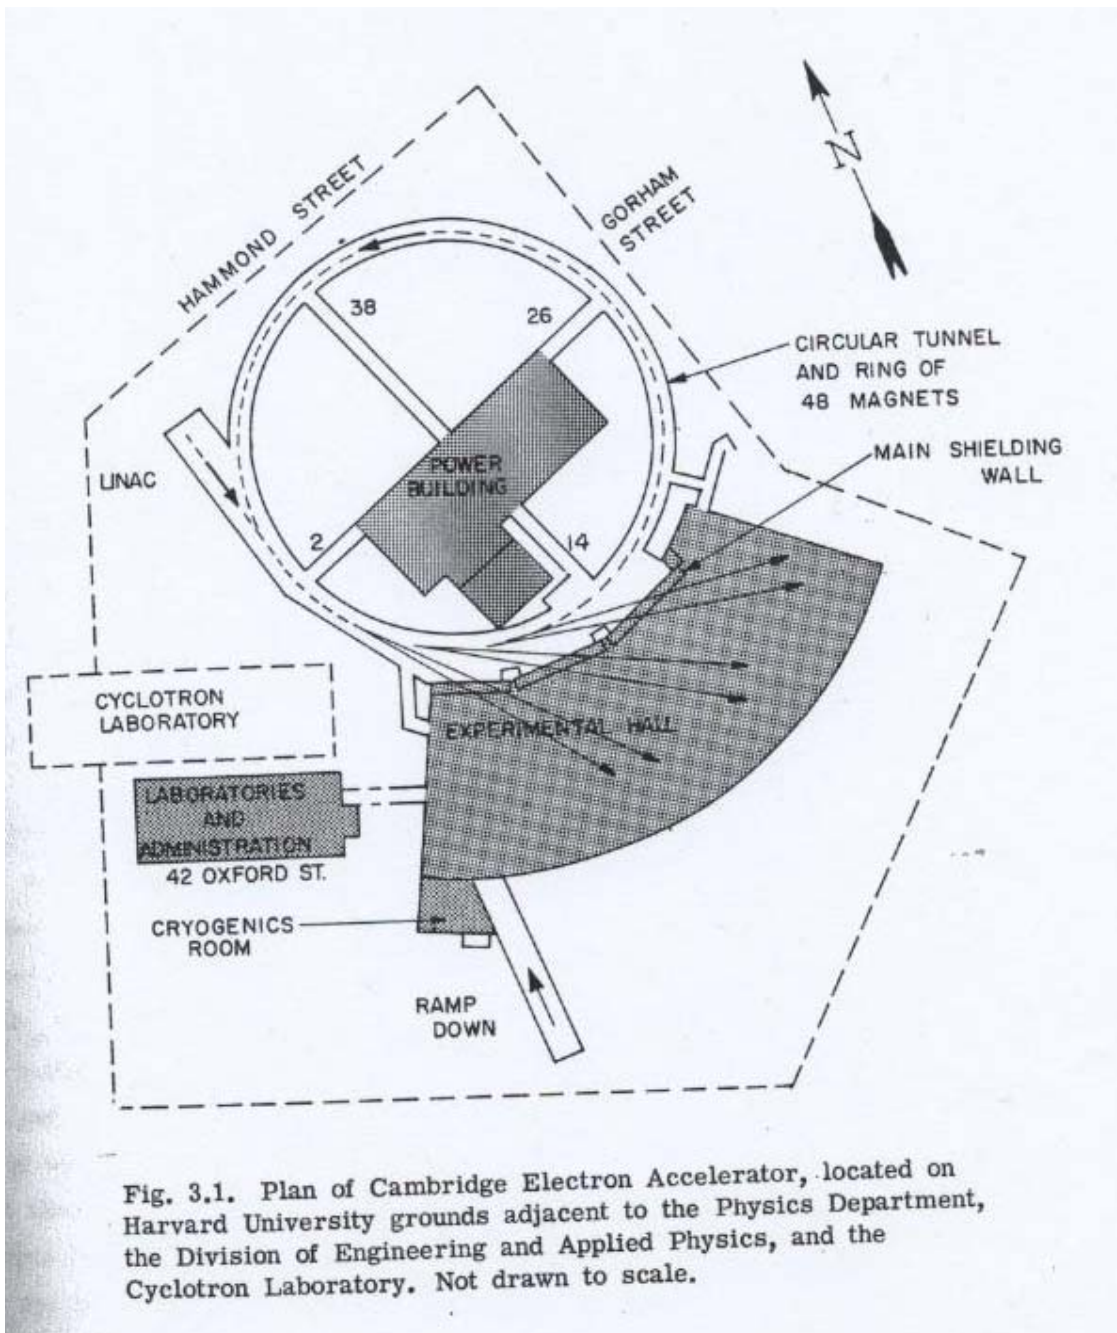 HAMMOND STREET
GORHAM
STREET
N
38
26
CIRCULAR TUNNEL
AND RING OF
48 MAGNETS
MAIN SHIELDING
WALL
LINAC
POWER
BUILDING
2
14
CYCLOTRON
LABORATORY
EXPERIMENTAL HALL
LABORATORIES
AND
ADMINISTRATION
42 OXFORD ST.
CRYOGENICS
ROOM
RAMP
DOWN
Fig. 3.1. Plan of Cambridge Electron Accelerator, located on
Harvard University grounds adjacent to the Physics Department,
the Division of Engineering and Applied Physics, and the
Cyclotron Laboratory. Not drawn to scale.